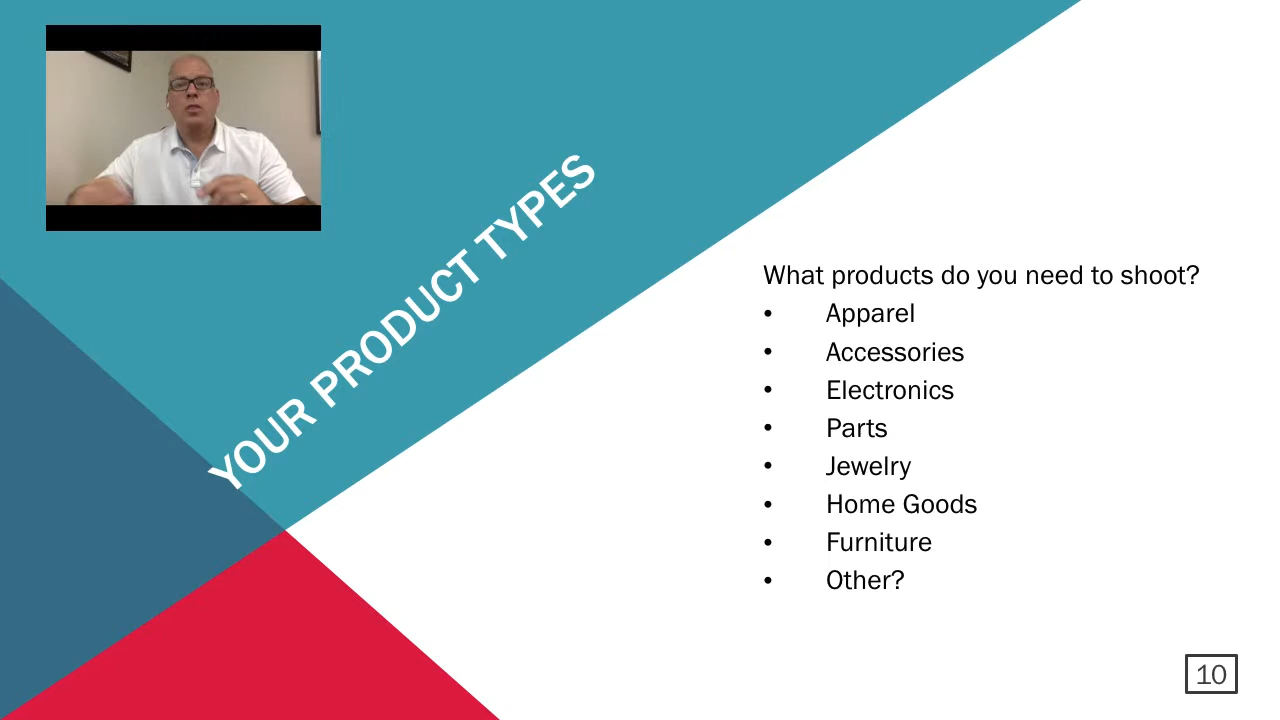 YOUR PRODUCT TYPES
What products do you need to shoot?
• Apparel
• Accessories
• Electronics
• Parts
• Jewelry
• Home Goods
• Furniture
• Other?
10